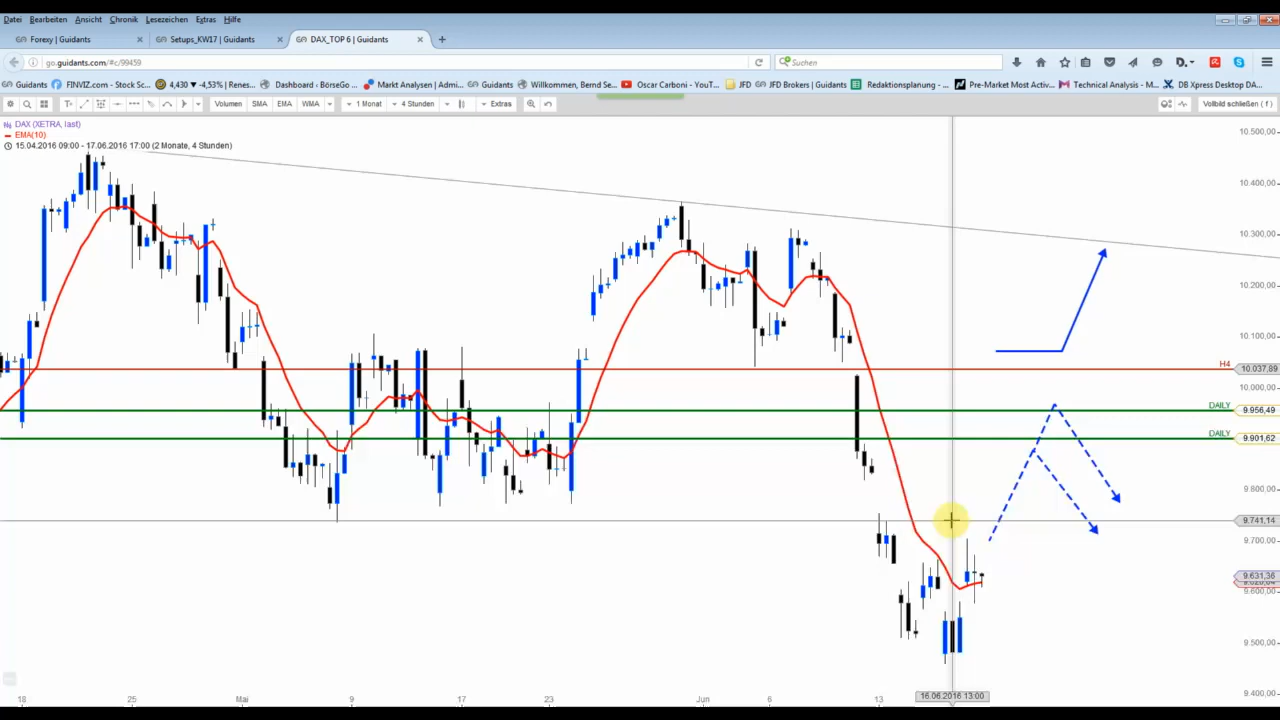 Datei Bearbeiten Ansicht Chronik Lesezeichen Extras Hilfe
Forexy | Guidants × Setups_KW17 | Guidants × DAX_TOP 6 | Guidants × +
go.guidants.com/#c/99459 Suchen
Guidants FINVIZ.com - Stock Scr... 4,430 ▾ -4,53% | Renes... Dashboard ‹ BörseGo ... Markt Analysen | Admi... Guidants Willkommen, Bernd Se... Oscar Carboni - YouT... JFD JFD Brokers | Guidants Redaktionsplanung - ... Pre-Market Most Activ... Technical Analysis - M... DB Xpress Desktop DA...
Volumen SMA EMA WMA 1 Monat 4 Stunden Extras Vollbild schließen ( f )
DAX (XETRA, last)
EMA(10)
15.04.2016 09:00 - 17.06.2016 17:00 (2 Monate, 4 Stunden)
10.500,00
10.400,00
10.300,00
10.200,00
10.100,00
H4 10.037,89
10.000,00
DAILY 9.956,49
DAILY 9.901,62
9.800,00
9.741,14
9.700,00
9.631,36
9.600,00
9.500,00
9.400,00
18 25 Mai 9 17 23 Jun 6 13 16.06.2016 13:00